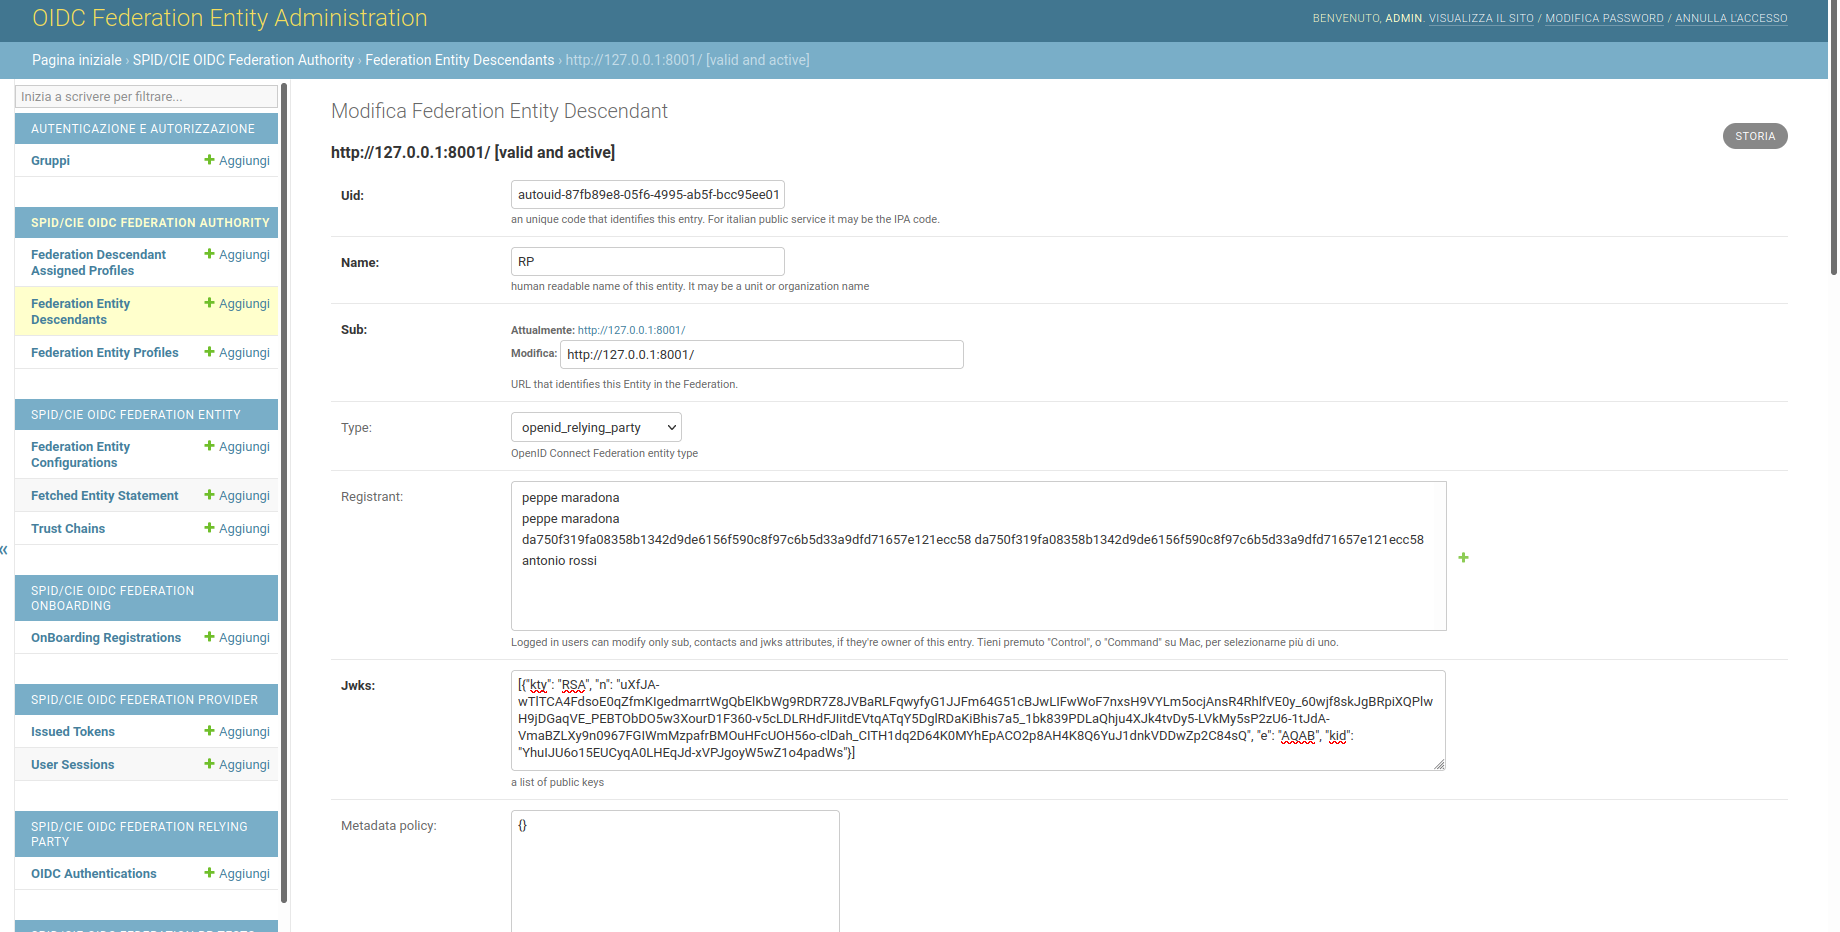 OIDC Federation Entity Administration
BENVENUTO, ADMIN. VISUALIZZA IL SITO / MODIFICA PASSWORD / ANNULLA L'ACCESSO
Pagina iniziale › SPID/CIE OIDC Federation Authority › Federation Entity Descendants › http://127.0.0.1:8001/ [valid and active]
Inizia a scrivere per filtrare...
AUTENTICAZIONE E AUTORIZZAZIONE
Gruppi
Aggiungi
SPID/CIE OIDC FEDERATION AUTHORITY
Federation Descendant
Assigned Profiles
Aggiungi
Federation Entity
Descendants
Aggiungi
Federation Entity Profiles
Aggiungi
SPID/CIE OIDC FEDERATION ENTITY
Federation Entity
Configurations
Aggiungi
Fetched Entity Statement
Aggiungi
Trust Chains
Aggiungi
SPID/CIE OIDC FEDERATION
ONBOARDING
OnBoarding Registrations
Aggiungi
SPID/CIE OIDC FEDERATION PROVIDER
Issued Tokens
Aggiungi
User Sessions
Aggiungi
SPID/CIE OIDC FEDERATION RELYING
PARTY
OIDC Authentications
Aggiungi
«
Modifica Federation Entity Descendant
STORIA
http://127.0.0.1:8001/ [valid and active]
Uid:
autouid-87fb89e8-05f6-4995-ab5f-bcc95ee01
an unique code that identifies this entry. For italian public service it may be the IPA code.
Name:
RP
human readable name of this entity. It may be a unit or organization name
Sub:
Attualmente: http://127.0.0.1:8001/
Modifica: http://127.0.0.1:8001/
URL that identifies this Entity in the Federation.
Type:
openid_relying_party
OpenID Connect Federation entity type
Registrant:
peppe maradona
peppe maradona
da750f319fa08358b1342d9de6156f590c8f97c6b5d33a9dfd71657e121ecc58 da750f319fa08358b1342d9de6156f590c8f97c6b5d33a9dfd71657e121ecc58
antonio rossi
Logged in users can modify only sub, contacts and jwks attributes, if they're owner of this entry. Tieni premuto "Control", o "Command" su Mac, per selezionarne più di uno.
Jwks:
[{"kty": "RSA", "n": "uXfJA-
wTlTCA4FdsoE0qZfmKIgedmarrtWgQbElKbWg9RDR7Z8JVBaRLFqwyfyG1JJFm64G51cBJwLIFwWoF7nxsH9VYLm5ocjAnsR4RhlfVE0y_60wjf8skJgBRpiXQPlw
H9jDGaqVE_PEBTObDO5w3XourD1F360-v5cLDLRHdFJIitdEVtqATqY5DglRDaKiBhis7a5_1bk839PDLaQhju4XJk4tvDy5-LVkMy5sP2zU6-1tJdA-
VmaBZLXy9n0967FGIWmMzpafrBMOuHFcUOH56o-clDah_CITH1dq2D64K0MYhEpACO2p8AH4K8Q6YuJ1dnkVDDwZp2C84sQ", "e": "AQAB", "kid":
"YhuIJU6o15EUCyqA0LHEqJd-xVPJgoyW5wZ1o4padWs"}]
a list of public keys
Metadata policy:
{}